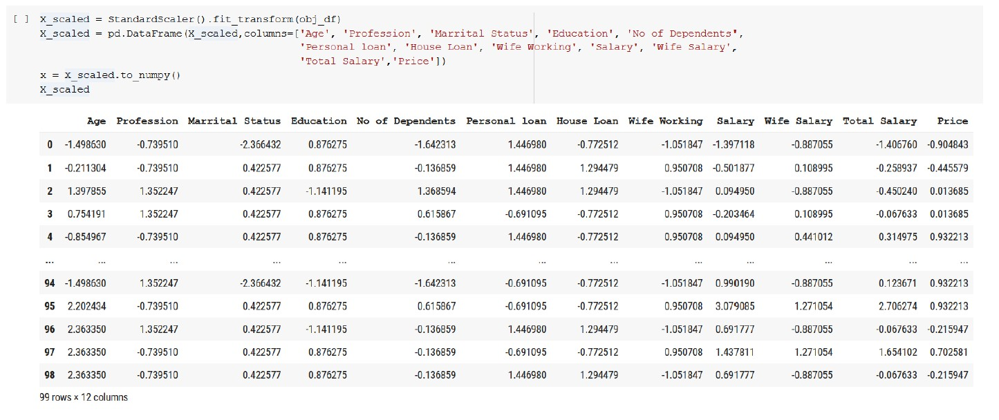 [ ] X_scaled = StandardScaler().fit_transform(obj_df)
X_scaled = pd.DataFrame(X_scaled,columns=['Age', 'Profession', 'Marrital Status', 'Education', 'No of Dependents',
'Personal loan', 'House Loan', 'Wife Working', 'Salary', 'Wife Salary',
'Total Salary','Price'])
x = X_scaled.to_numpy()
X_scaled
Age Profession Marrital Status Education No of Dependents Personal loan House Loan Wife Working Salary Wife Salary Total Salary Price
0 -1.498630 -0.739510 -2.366432 0.876275 -1.642313 1.446980 -0.772512 -1.051847 -1.397118 -0.887055 -1.406760 -0.904843
1 -0.211304 -0.739510 0.422577 0.876275 -0.136859 1.446980 1.294479 0.950708 -0.501877 0.108995 -0.258937 -0.445579
2 1.397855 1.352247 0.422577 -1.141195 1.368594 1.446980 1.294479 -1.051847 0.094950 -0.887055 -0.450240 0.013685
3 0.754191 1.352247 0.422577 0.876275 0.615867 -0.691095 -0.772512 0.950708 -0.203464 0.108995 -0.067633 0.013685
4 -0.854967 -0.739510 0.422577 0.876275 -0.136859 1.446980 -0.772512 0.950708 0.094950 0.441012 0.314975 0.932213
... ... ... ... ... ... ... ... ... ... ... ... ...
94 -1.498630 1.352247 -2.366432 -1.141195 -1.642313 -0.691095 -0.772512 -1.051847 0.990190 -0.887055 0.123671 0.932213
95 2.202434 -0.739510 0.422577 0.876275 0.615867 -0.691095 -0.772512 0.950708 3.079085 1.271054 2.706274 0.932213
96 2.363350 1.352247 0.422577 -1.141195 -0.136859 1.446980 1.294479 -1.051847 0.691777 -0.887055 -0.067633 -0.215947
97 2.363350 -0.739510 0.422577 0.876275 -0.136859 -0.691095 -0.772512 0.950708 1.437811 1.271054 1.654102 0.702581
98 2.363350 -0.739510 0.422577 0.876275 -0.136859 1.446980 1.294479 -1.051847 0.691777 -0.887055 -0.067633 -0.215947
99 rows × 12 columns